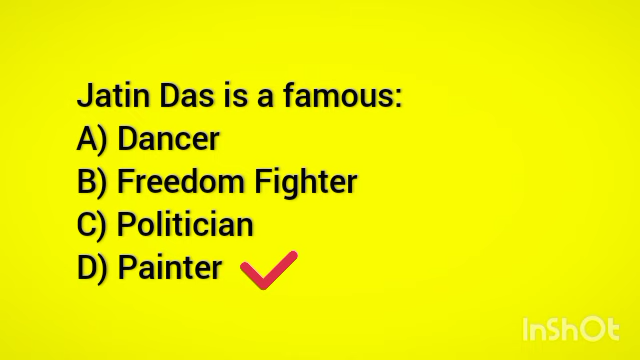 Jatin Das is a famous:
A) Dancer
B) Freedom Fighter
C) Politician
D) Painter
InShOt